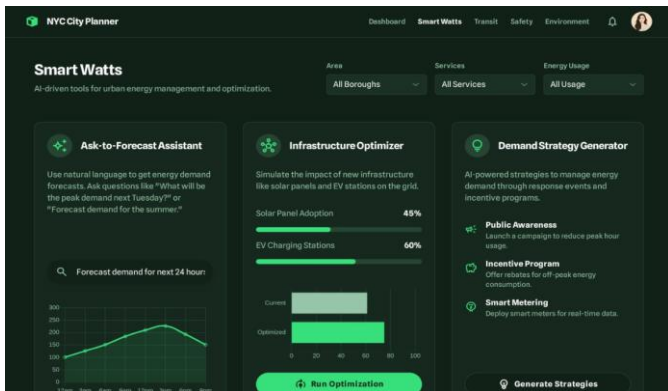 NYC City Planner
Dashboard
Smart Watts
Transit
Safety
Environment
Smart Watts
AI-driven tools for urban energy management and optimization.
Area
All Boroughs
Services
All Services
Energy Usage
All Usage
Ask-to-Forecast Assistant
Use natural language to get energy demand
forecasts. Ask questions like "What will be
the peak demand next Tuesday?" or
"Forecast demand for the summer."
Forecast demand for next 24 hours
300
250
200
150
100
50
0
Infrastructure Optimizer
Simulate the impact of new infrastructure
like solar panels and EV stations on the grid.
Solar Panel Adoption
45%
EV Charging Stations
60%
Current
Optimized
0 20 40 60 80 100
Run Optimization
Demand Strategy Generator
AI-powered strategies to manage energy
demand through response events and
incentive programs.
Public Awareness
Launch a campaign to reduce peak hour
usage.
Incentive Program
Offer rebates for off-peak energy
consumption.
Smart Metering
Deploy smart meters for real-time data.
Generate Strategies